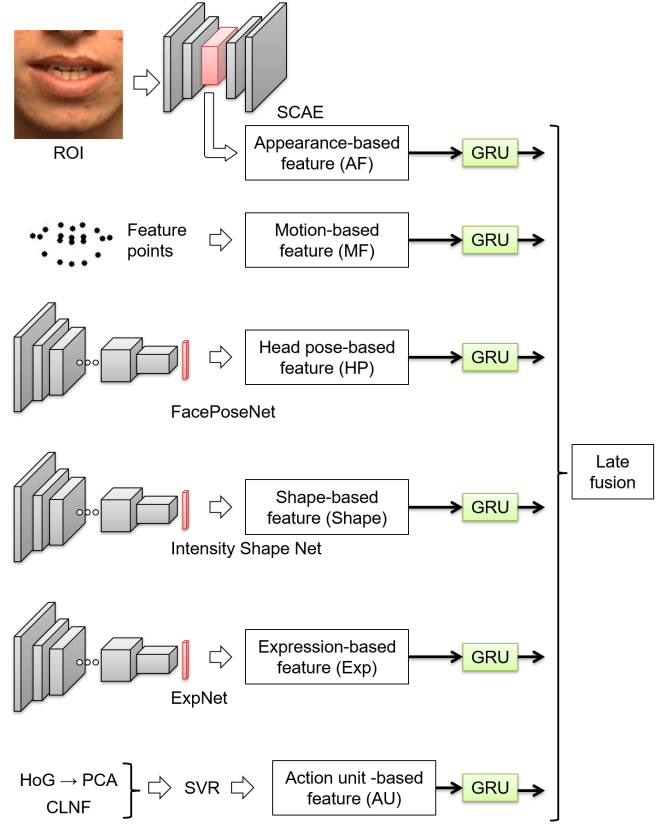 SCAE
ROI
Appearance-based
feature (AF)
GRU
Feature
points
Motion-based
feature (MF)
GRU
Head pose-based
feature (HP)
GRU
FacePoseNet
Late
fusion
Shape-based
feature (Shape)
GRU
Intensity Shape Net
Expression-based
feature (Exp)
GRU
ExpNet
HoG → PCA
CLNF
SVR
Action unit -based
feature (AU)
GRU